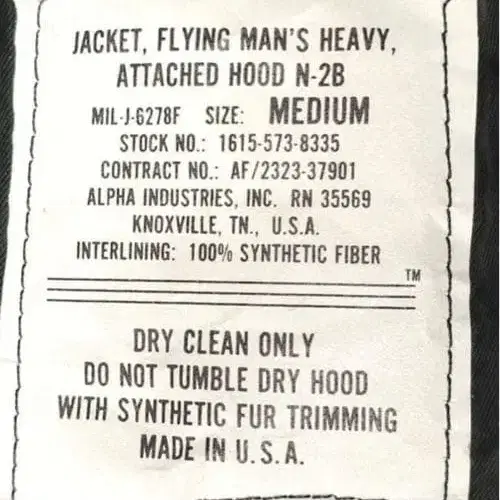 JACKET, FLYING MAN'S HEAVY,
ATTACHED HOOD N-2B
MIL-J-6278F SIZE: MEDIUM
STOCK NO.: 1615-573-8335
CONTRACT NO.: AF/2323-37901
ALPHA INDUSTRIES, INC. RN 35569
KNOXVILLE, TN., U.S.A.
INTERLINING: 100% SYNTHETIC FIBER
TM
DRY CLEAN ONLY
DO NOT TUMBLE DRY HOOD
WITH SYNTHETIC FUR TRIMMING
MADE IN U.S.A.